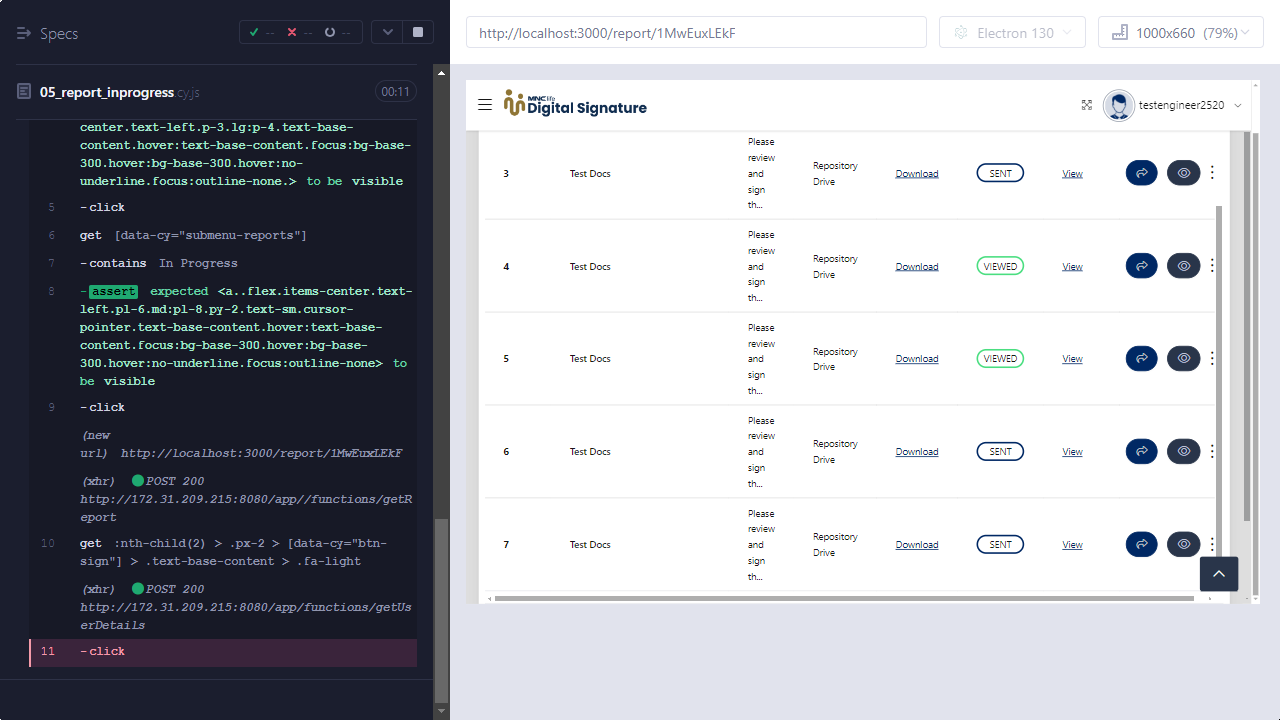 Specs
--
--
--
05_report_inprogress.cy.js
00:11
center.text-left.p-3.lg:p-4.text-base-
content.hover:text-base-content.focus:bg-base-
300.hover:bg-base-300.hover:no-
underline.focus:outline-none.> to be visible
5 -click
6 get [data-cy="submenu-reports"]
7 -contains In Progress
8 -assert expected <a..flex.items-center.text-
left.pl-6.md:pl-8.py-2.text-sm.cursor-
pointer.text-base-content.hover:text-base-
content.focus:bg-base-300.hover:bg-base-
300.hover:no-underline.focus:outline-none> to
be visible
9 -click
(new
url) http://localhost:3000/report/1MwEuxLEkF
(xhr) POST 200
http://172.31.209.215:8080/app//functions/getR
eport
10 get :nth-child(2) > .px-2 > [data-cy="btn-
sign"] > .text-base-content > .fa-light
(xhr) POST 200
http://172.31.209.215:8080/app/functions/getUs
erDetails
11 -click
http://localhost:3000/report/1MwEuxLEkF
Electron 130
1000x660 (79%)
MNC life
Digital Signature
testengineer2520
Please
review
and
sign
th...
3 Test Docs
Repository
Drive
Download
SENT
View
Please
review
and
sign
th...
4 Test Docs
Repository
Drive
Download
VIEWED
View
Please
review
and
sign
th...
5 Test Docs
Repository
Drive
Download
VIEWED
View
Please
review
and
sign
th...
6 Test Docs
Repository
Drive
Download
SENT
View
Please
review
and
sign
th...
7 Test Docs
Repository
Drive
Download
SENT
View